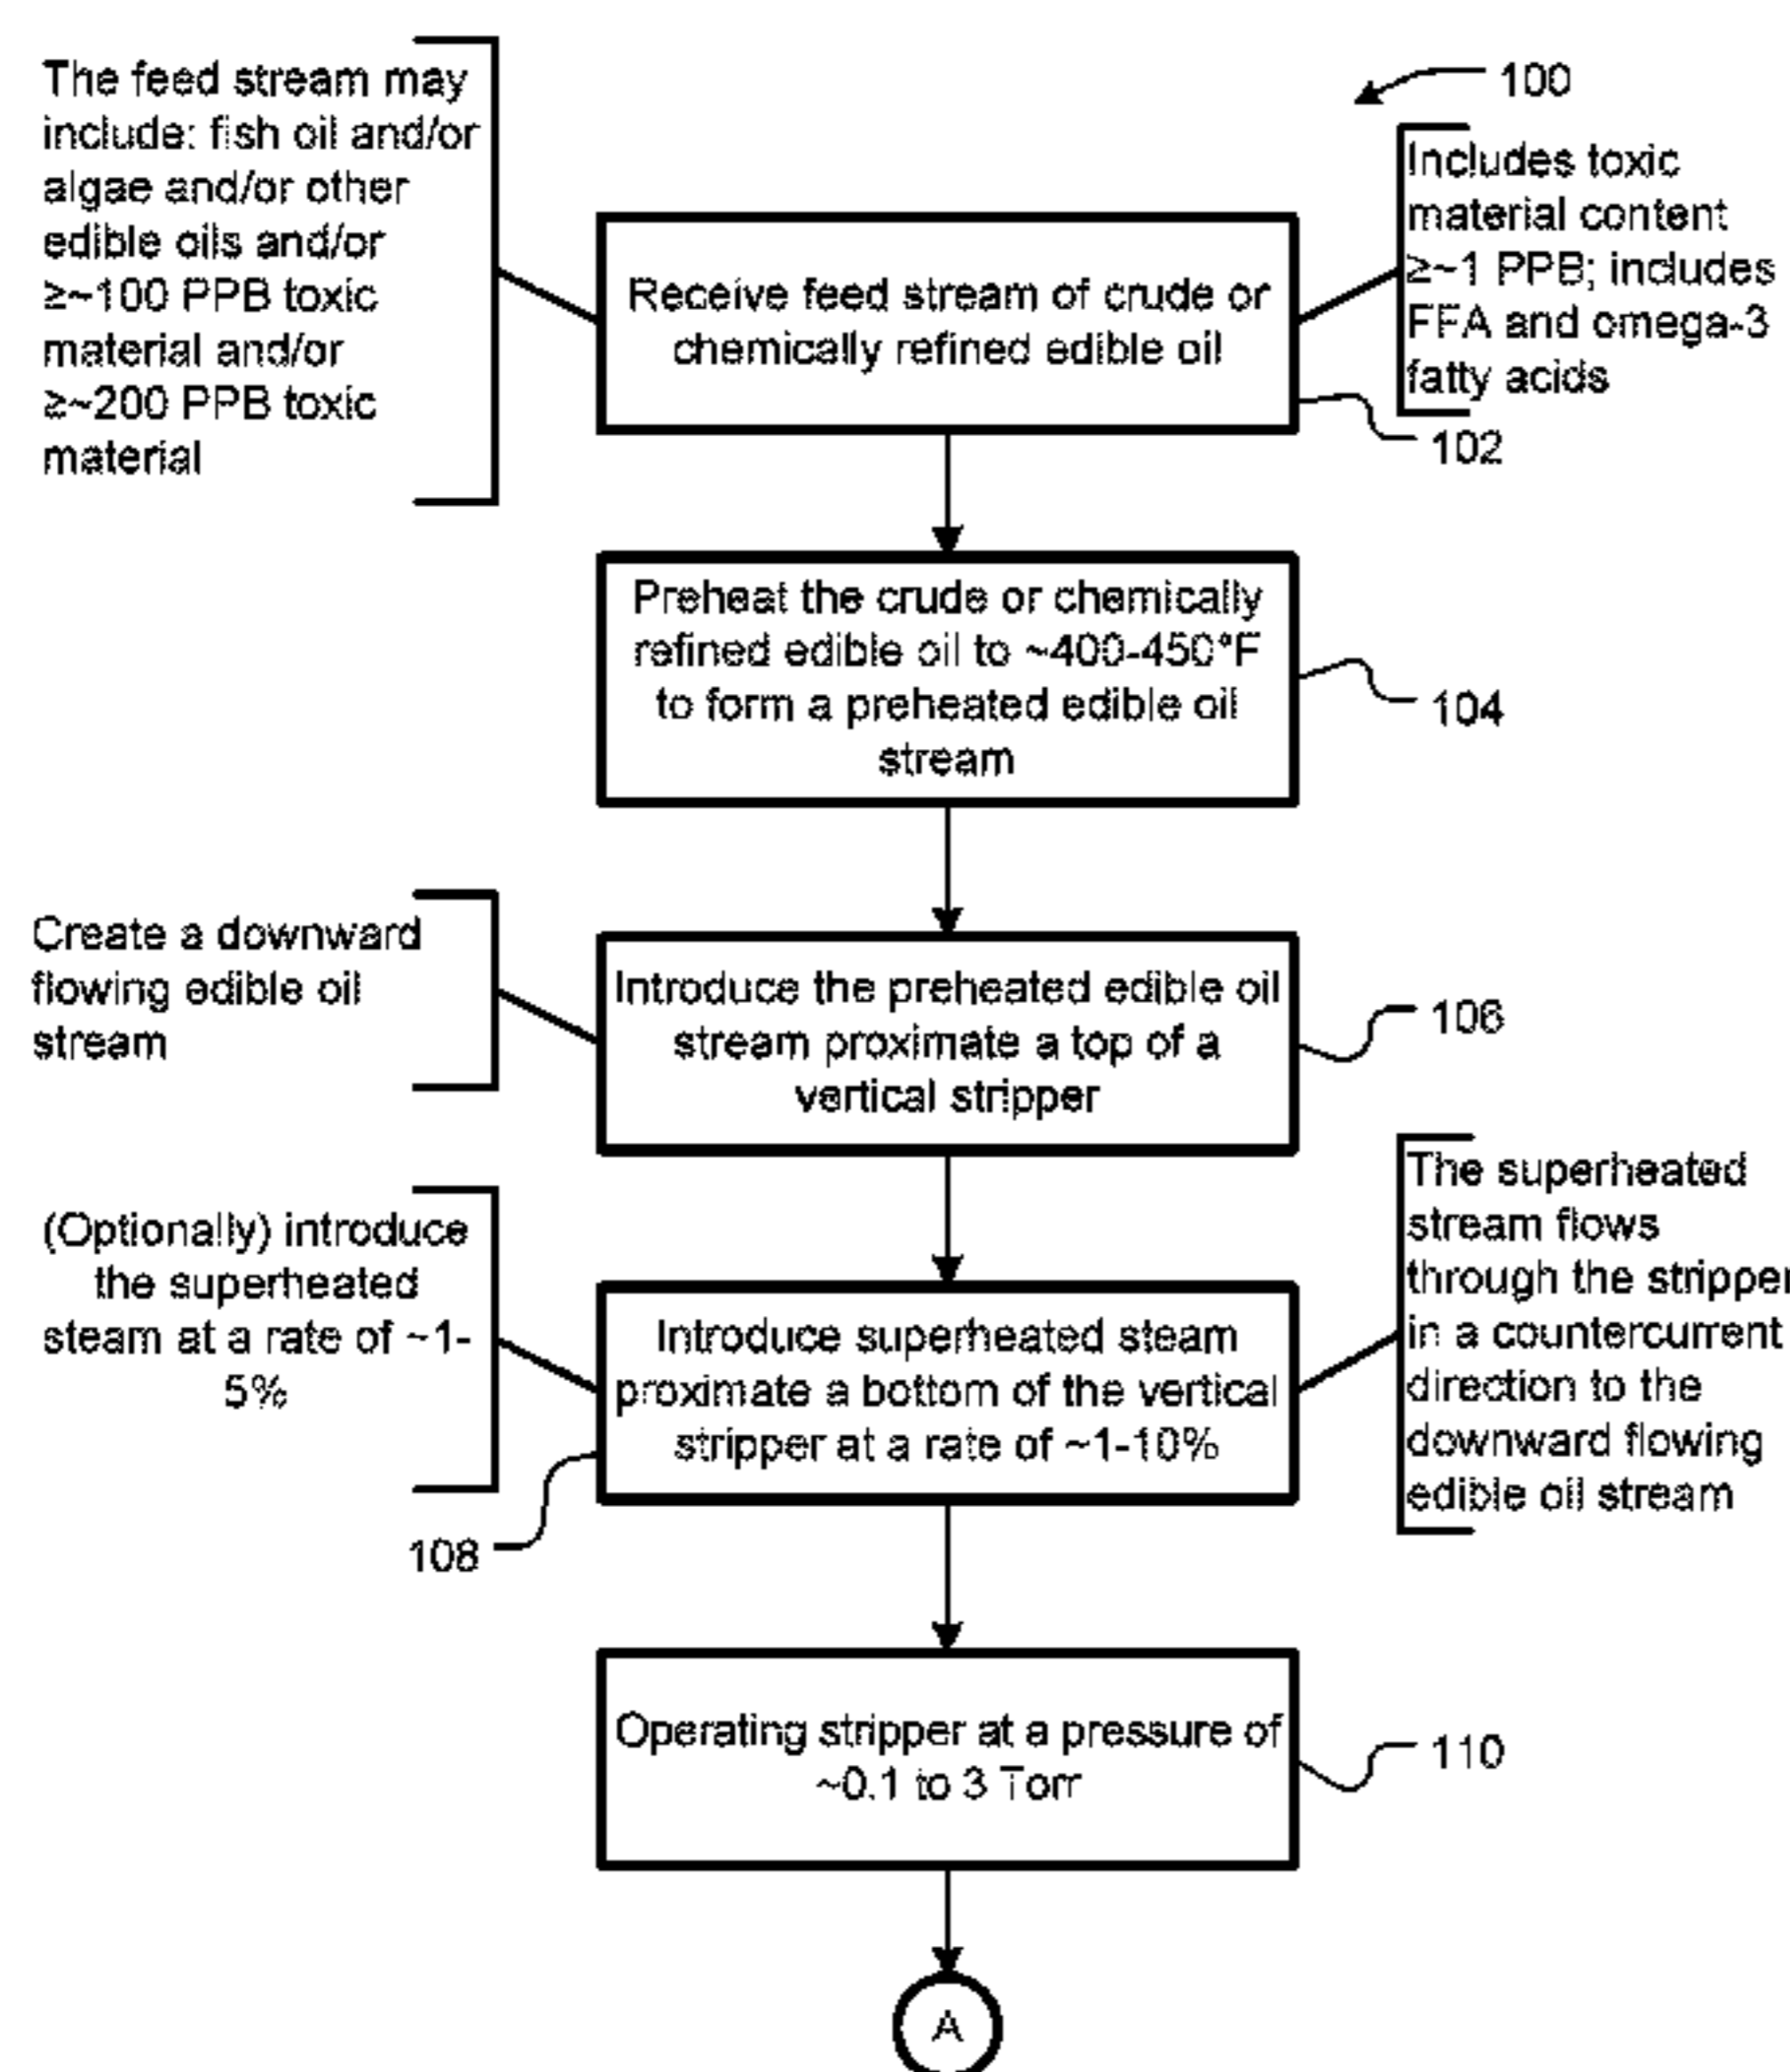 The feed stream may
include: fish oil and/or
algae and/or other
edible oils and/or
≥~100 PPB toxic
material and/or
≥~200 PPB toxic
material
100
Includes toxic
material content
≥~1 PPB; includes
FFA and omega-3
fatty acids
Receive feed stream of crude or
chemically refined edible oil
102
Preheat the crude or chemically
refined edible oil to ~400-450°F
to form a preheated edible oil
stream
104
Create a downward
flowing edible oil
stream
Introduce the preheated edible oil
stream proximate a top of a
vertical stripper
106
(Optionally) introduce
the superheated
steam at a rate of ~1-
5%
Introduce superheated steam
proximate a bottom of the vertical
stripper at a rate of ~1-10%
The superheated
stream flows
through the stripper
in a countercurrent
direction to the
downward flowing
edible oil stream
108
Operating stripper at a pressure of
~0.1 to 3 Torr
110
A